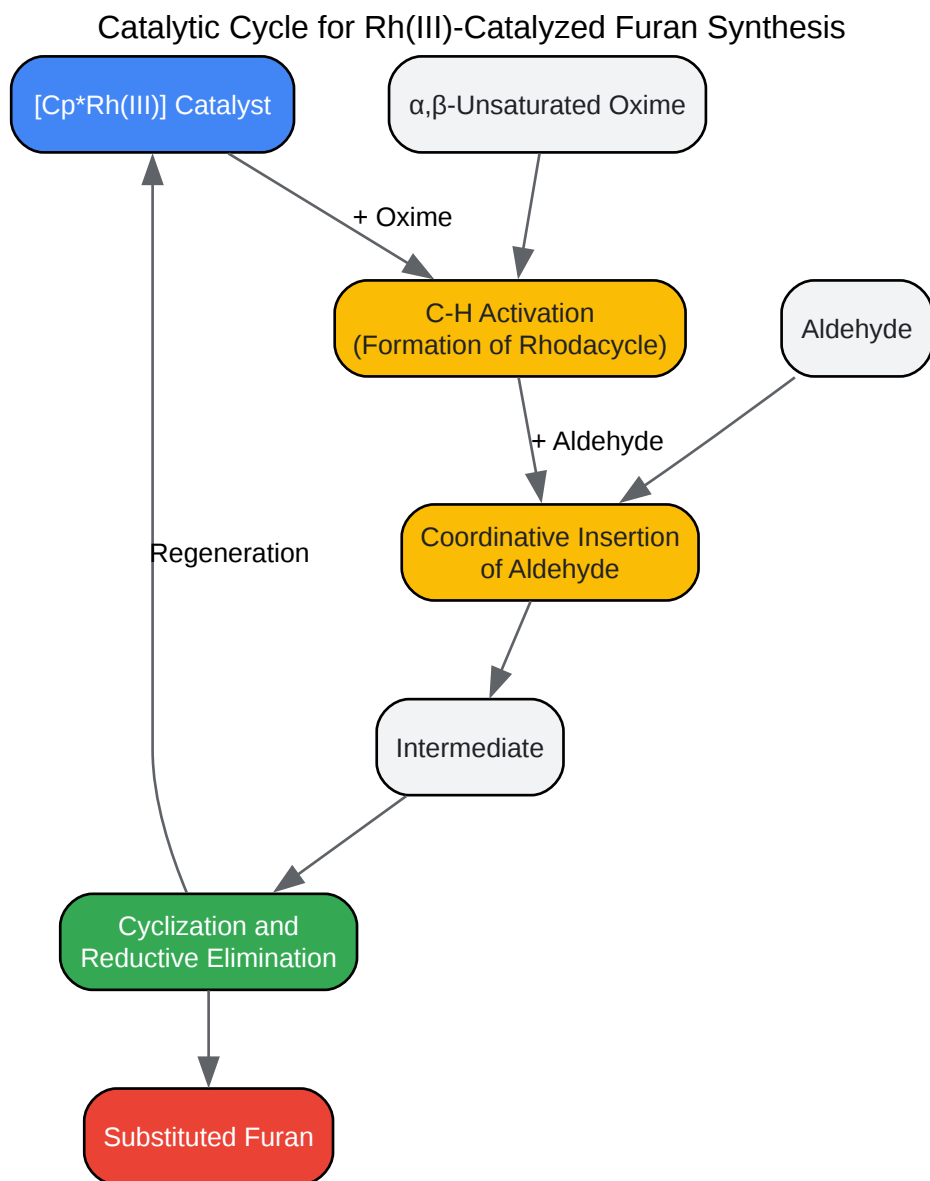 Catalytic Cycle for Rh(III)-Catalyzed Furan Synthesis
[Cp*Rh(III)] Catalyst
α,β-Unsaturated Oxime
+ Oxime
C-H Activation
(Formation of Rhodacycle)
Aldehyde
+ Aldehyde
Coordinative Insertion
of Aldehyde
Regeneration
Intermediate
Cyclization and
Reductive Elimination
Substituted Furan